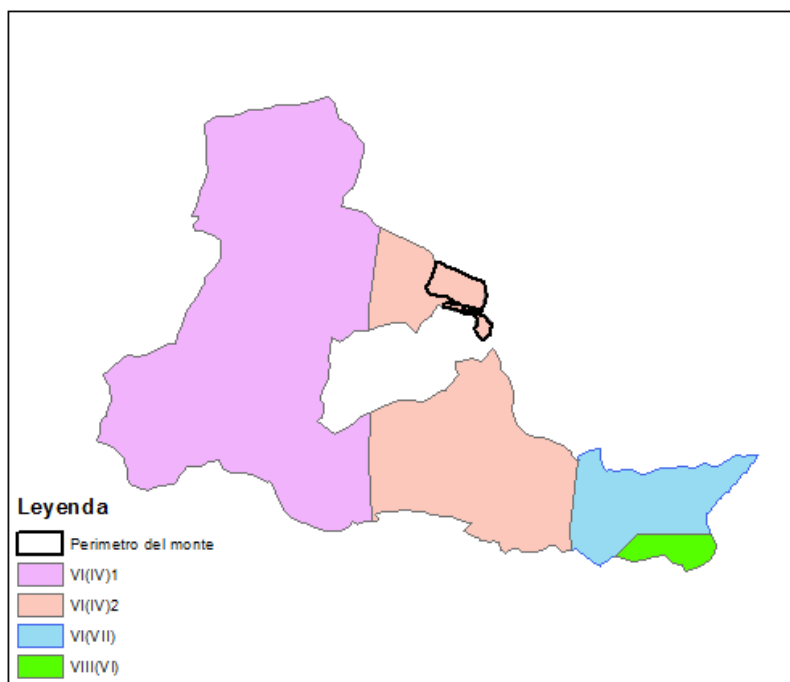 Leyenda
Perimetro del monte
VI(IV)1
VI(IV)2
VI(VII)
VIII(VI)